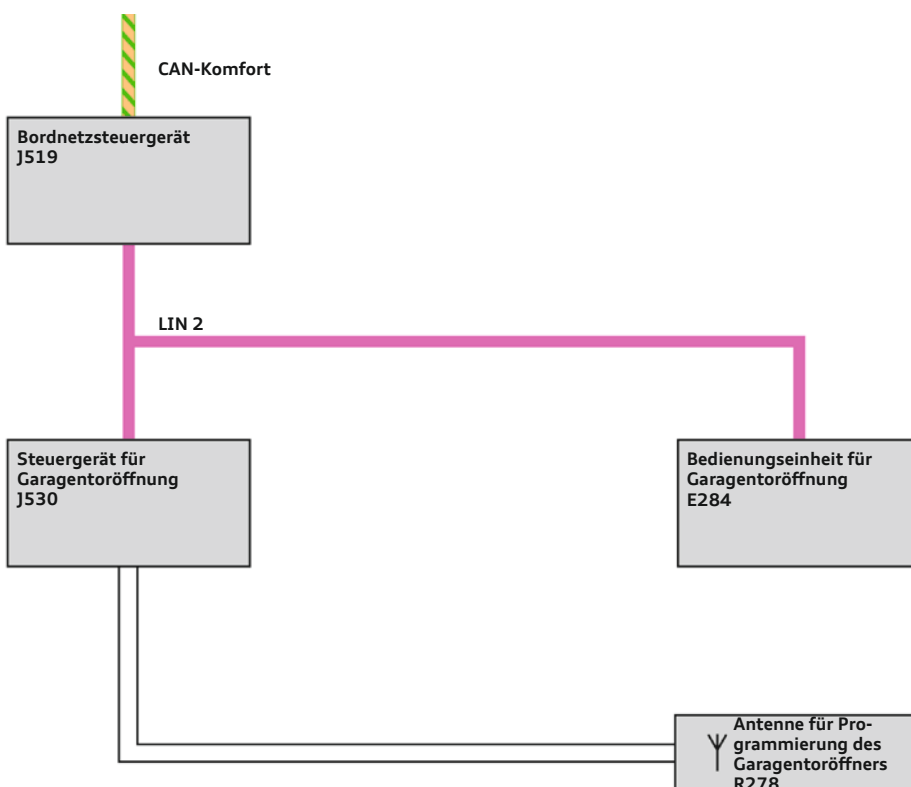 CAN-Komfort
Bordnetzsteuergerät
J519
LIN 2
Steuergerät für
Garagentoröffnung
J530
Bedienungseinheit für
Garagentoröffnung
E284
Antenne für Pro-
grammierung des
Garagentoröffners
R278